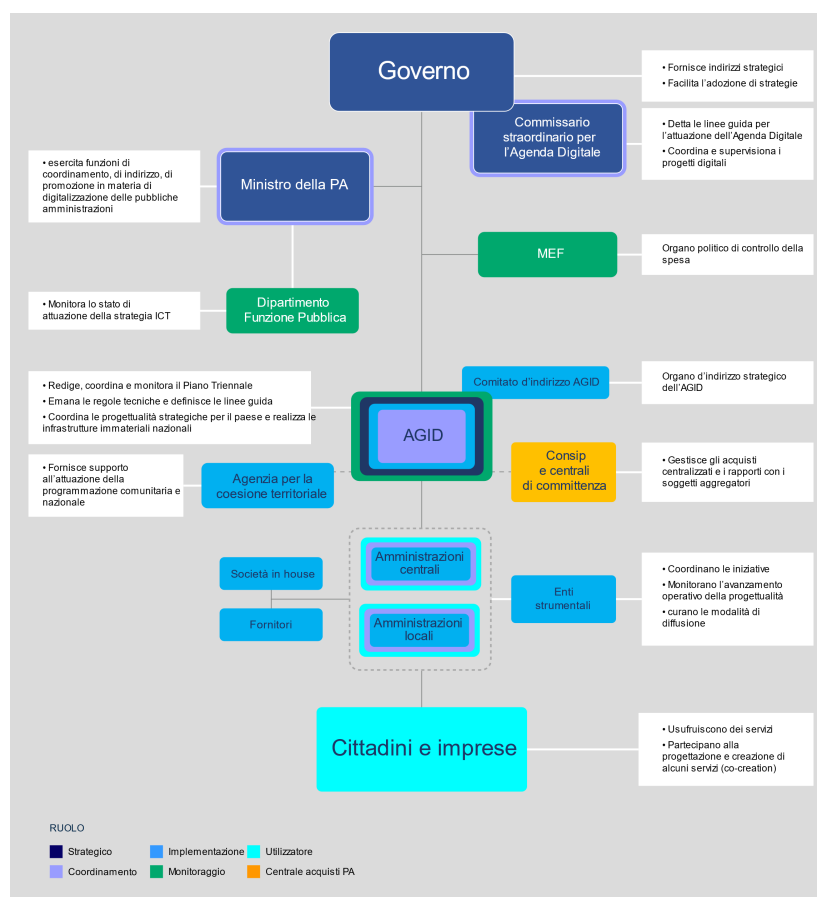 Governo
• Fornisce indirizzi strategici
• Facilita l'adozione di strategie
Commissario
straordinario per
l'Agenda Digitale
• Detta le linee guida per
l'attuazione dell'Agenda Digitale
• Coordina e supervisiona i
progetti digitali
• esercita funzioni di
coordinamento, di indirizzo, di
promozione in materia di
digitalizzazione delle pubbliche
amministrazioni
Ministro della PA
MEF
Organo politico di controllo della
spesa
• Monitora lo stato di
attuazione della strategia ICT
Dipartimento
Funzione Pubblica
Comitato d'indirizzo AGID
Organo d'indirizzo strategico
dell'AGID
• Redige, coordina e monitora il Piano Triennale
• Emana le regole tecniche e definisce le linee guida
• Coordina le progettualità strategiche per il paese e realizza le
infrastrutture immateriali nazionali
AGID
• Fornisce supporto
all'attuazione della
programmazione comunitaria e
nazionale
Agenzia per la
coesione territoriale
Consip
e centrali
di committenza
• Gestisce gli acquisti
centralizzati e i rapporti con i
soggetti aggregatori
Società in house
Fornitori
Amministrazioni
centrali
Amministrazioni
locali
Enti
strumentali
• Coordinano le iniziative
• Monitorano l'avanzamento
operativo della progettualità
• curano le modalità di
diffusione
Cittadini e imprese
• Usufruiscono dei servizi
• Partecipano alla
progettazione e creazione di
alcuni servizi (co-creation)
RUOLO
Strategico
Implementazione
Utilizzatore
Coordinamento
Monitoraggio
Centrale acquisti PA